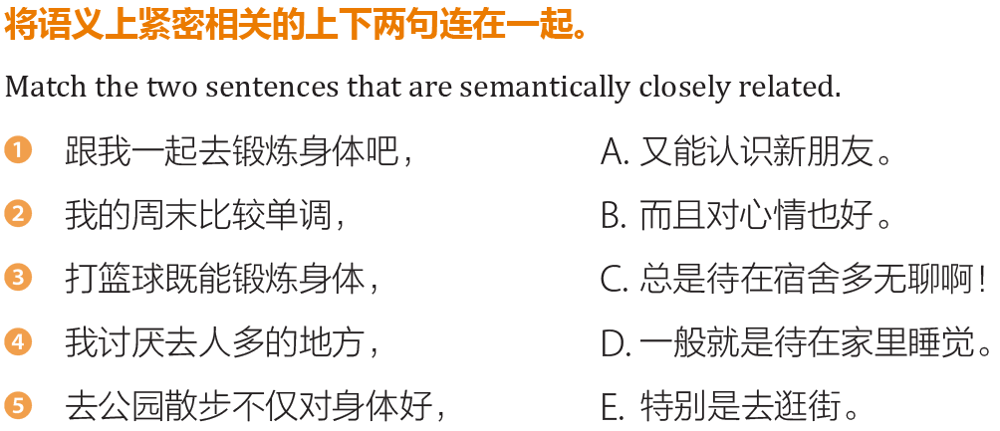 将语义上紧密相关的上下两句连在一起。
Match the two sentences that are semantically closely related.
1 跟我一起去锻炼身体吧， A. 又能认识新朋友。
2 我的周末比较单调， B. 而且对心情也好。
3 打篮球既能锻炼身体， C. 总是待在宿舍多无聊啊！
4 我讨厌去人多的地方， D. 一般就是待在家里睡觉。
5 去公园散步不仅对身体好， E. 特别是去逛街。